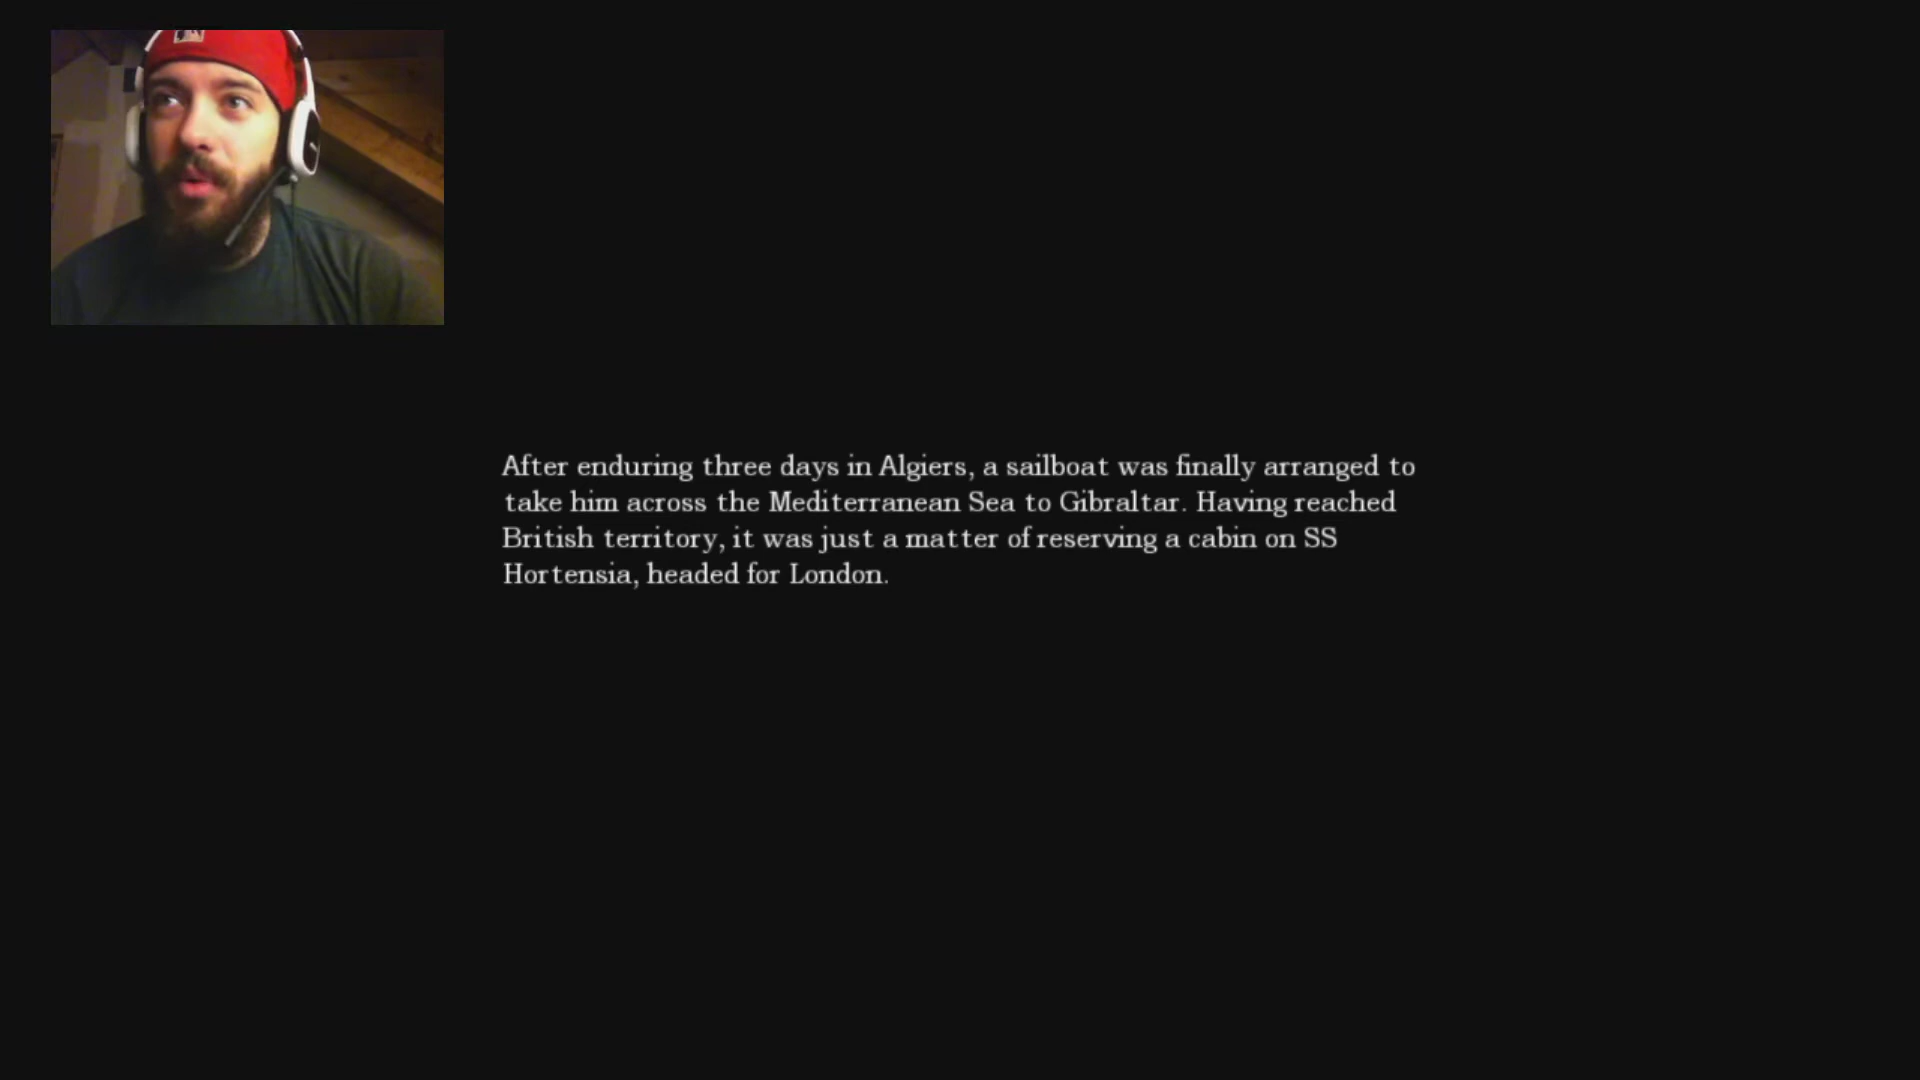 After enduring three days in Algiers, a sailboat was finally arranged to
take him across the Mediterranean Sea to Gibraltar. Having reached
British territory, it was just a matter of reserving a cabin on SS
Hortensia, headed for London.